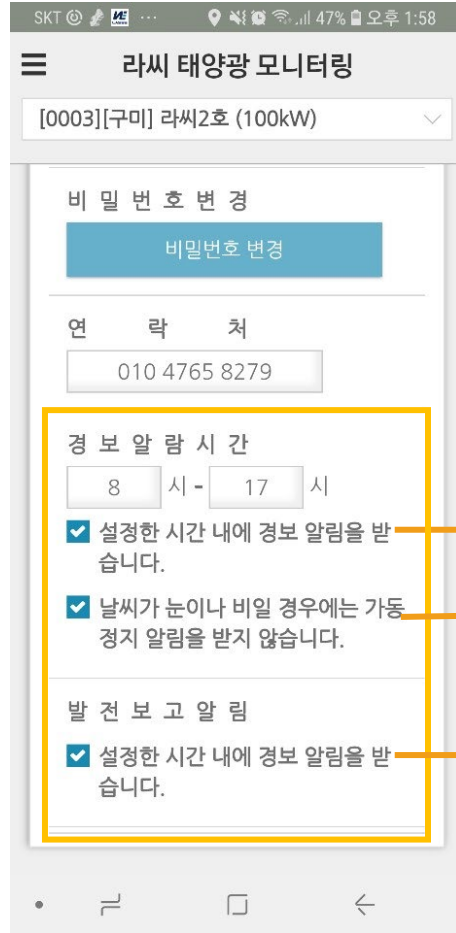 SKT ... 47% 오후 1:58
라씨 태양광 모니터링
[0003][구미] 라씨2호 (100kW)
비 밀 번 호 변 경
비밀번호 변경
연 락 처
010 4765 8279
경 보 알 람 시 간
8 시 - 17 시
설정한 시간 내에 경보 알림을 받
습니다.
날씨가 눈이나 비일 경우에는 가동
정지 알림을 받지 않습니다.
발 전 보 고 알 림
설정한 시간 내에 경보 알림을 받
습니다.